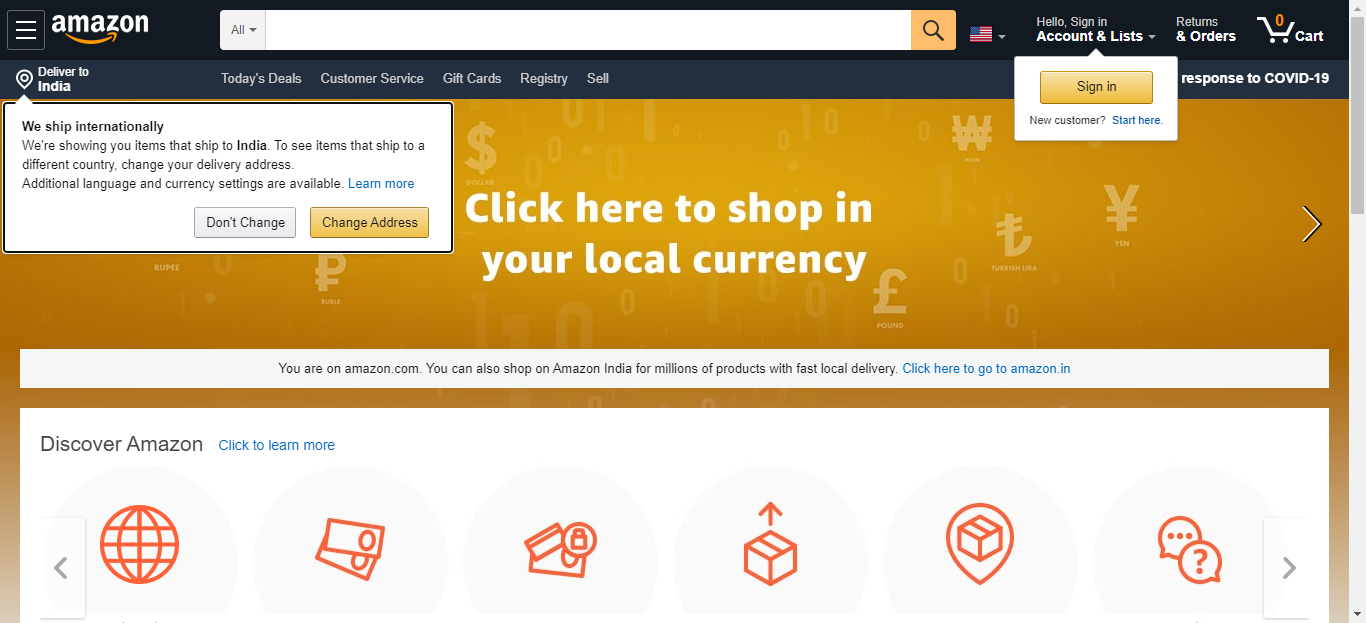 amazon
All
Hello, Sign in
Account & Lists
Returns
& Orders
0
Cart
Deliver to
India
Today's Deals
Customer Service
Gift Cards
Registry
Sell
response to COVID-19
Sign in
New customer? Start here.
We ship internationally
We're showing you items that ship to India. To see items that ship to a
different country, change your delivery address.
Additional language and currency settings are available. Learn more
Don't Change
Change Address
$
DOLLAR
₩
WON
¥
YEN
₺
TURKISH LIRA
£
POUND
₽
RUBLE
RUPEE
Click here to shop in
your local currency
You are on amazon.com. You can also shop on Amazon India for millions of products with fast local delivery. Click here to go to amazon.in
Discover Amazon
Click to learn more